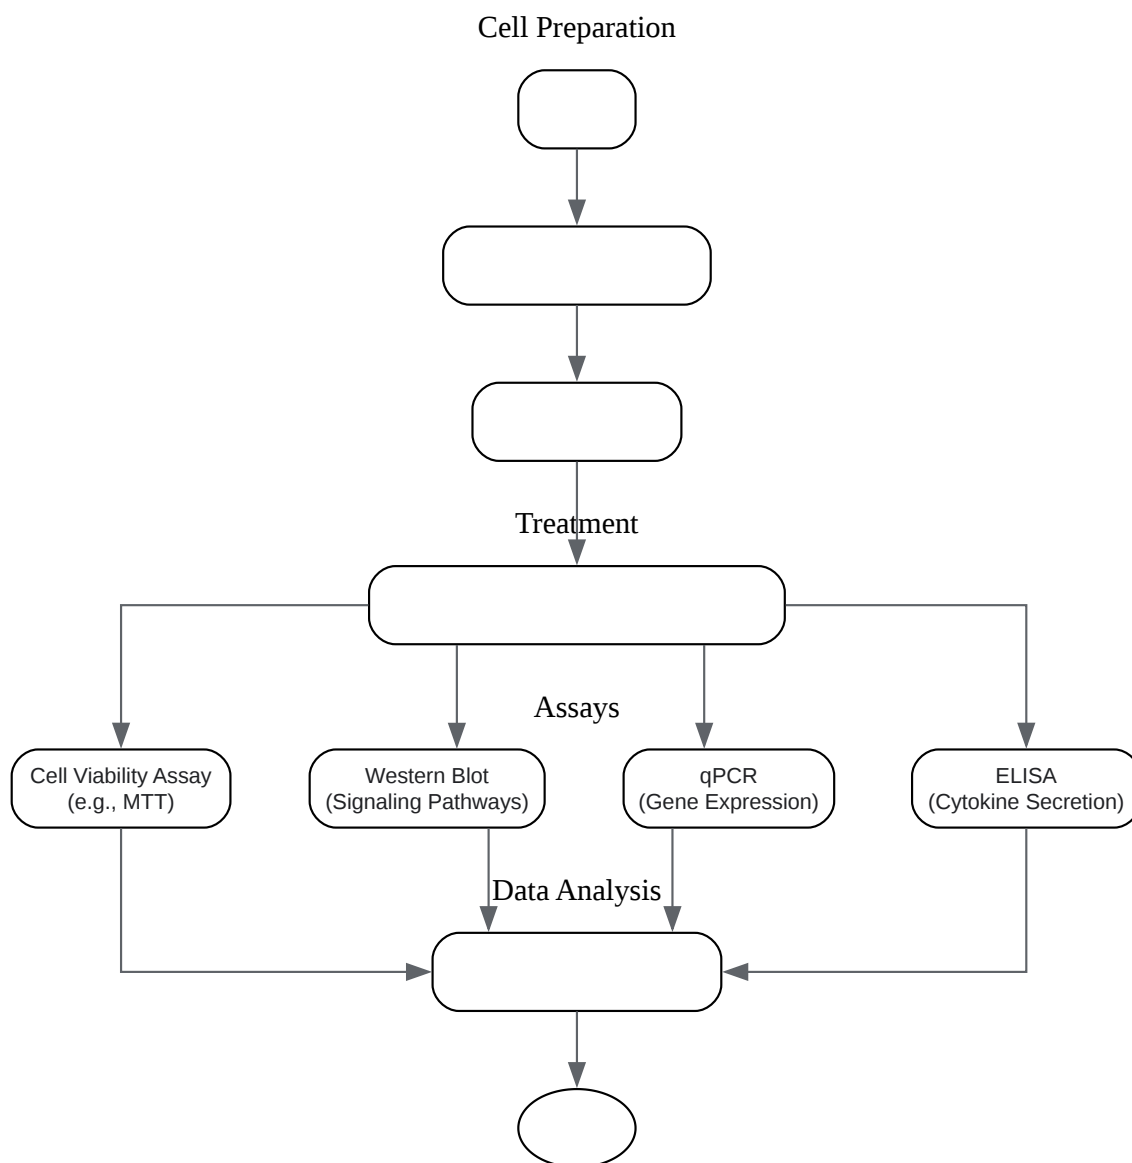 Cell Preparation
Treatment
Assays
Cell Viability Assay
(e.g., MTT)
Western Blot
(Signaling Pathways)
qPCR
(Gene Expression)
ELISA
(Cytokine Secretion)
Data Analysis